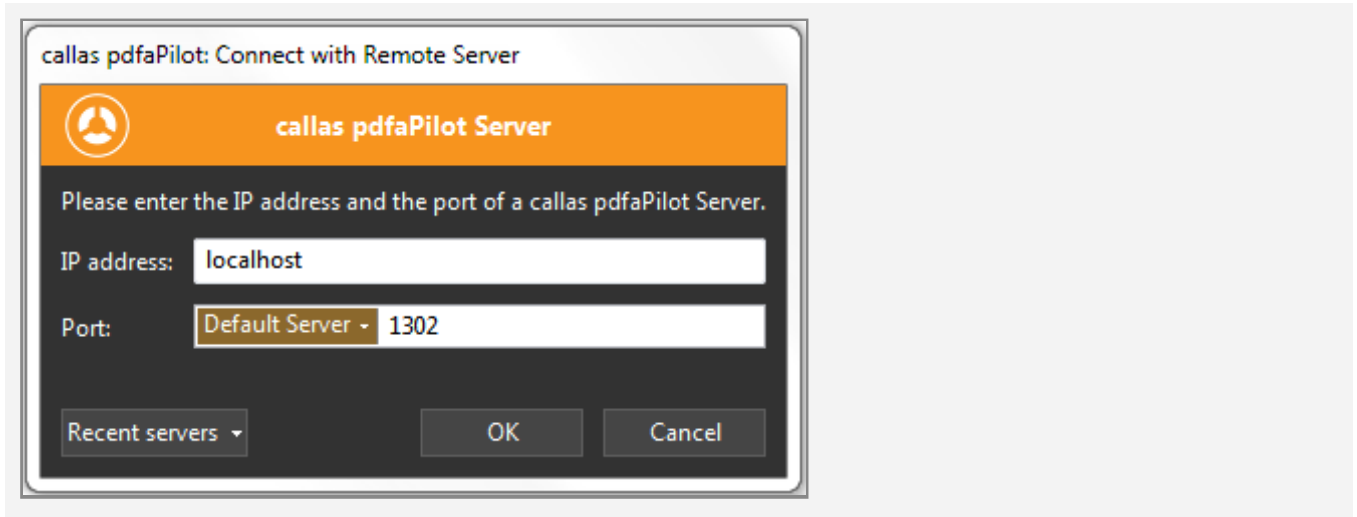 callas pdfaPilot: Connect with Remote Server
callas pdfaPilot Server
Please enter the IP address and the port of a callas pdfaPilot Server.
IP address: localhost
Port: Default Server 1302
Recent servers OK Cancel